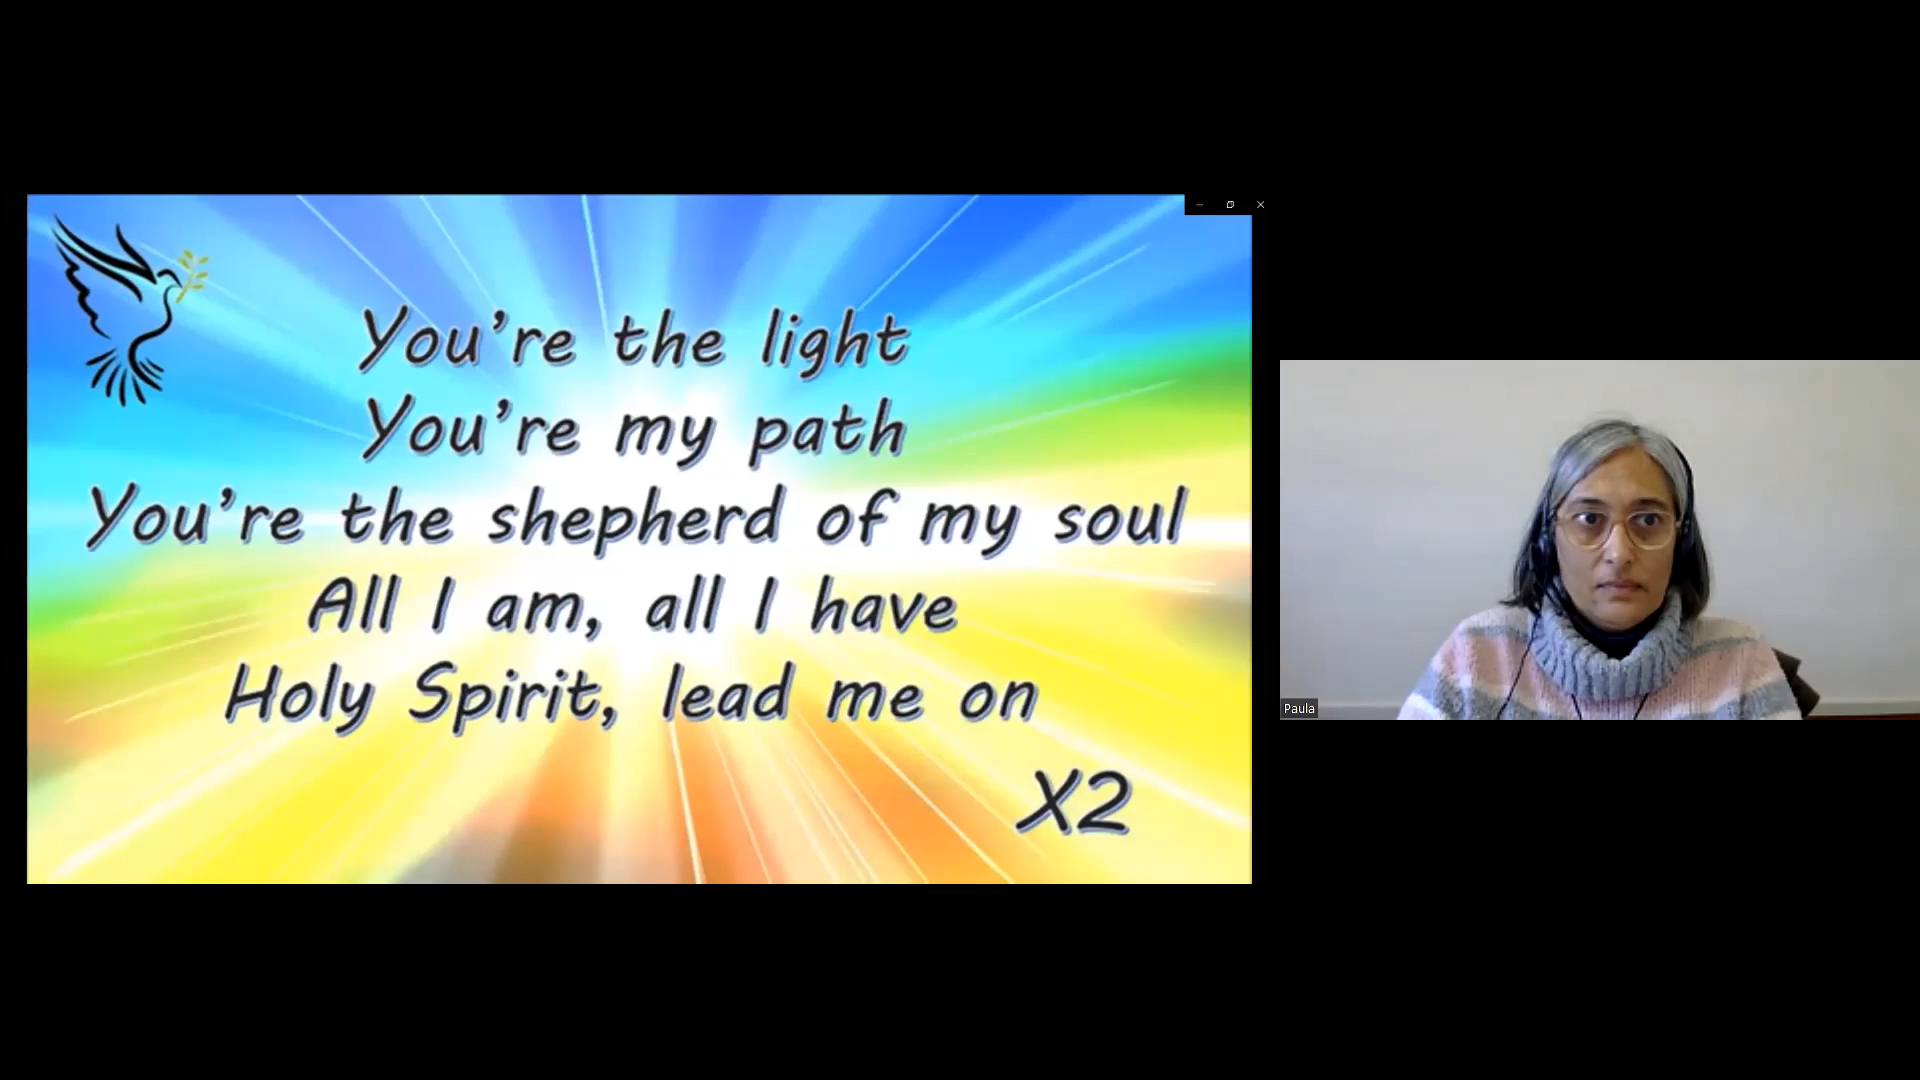 You're the light
You're my path
You're the shepherd of my soul
All I am, all I have
Holy Spirit, lead me on
X2
Paula